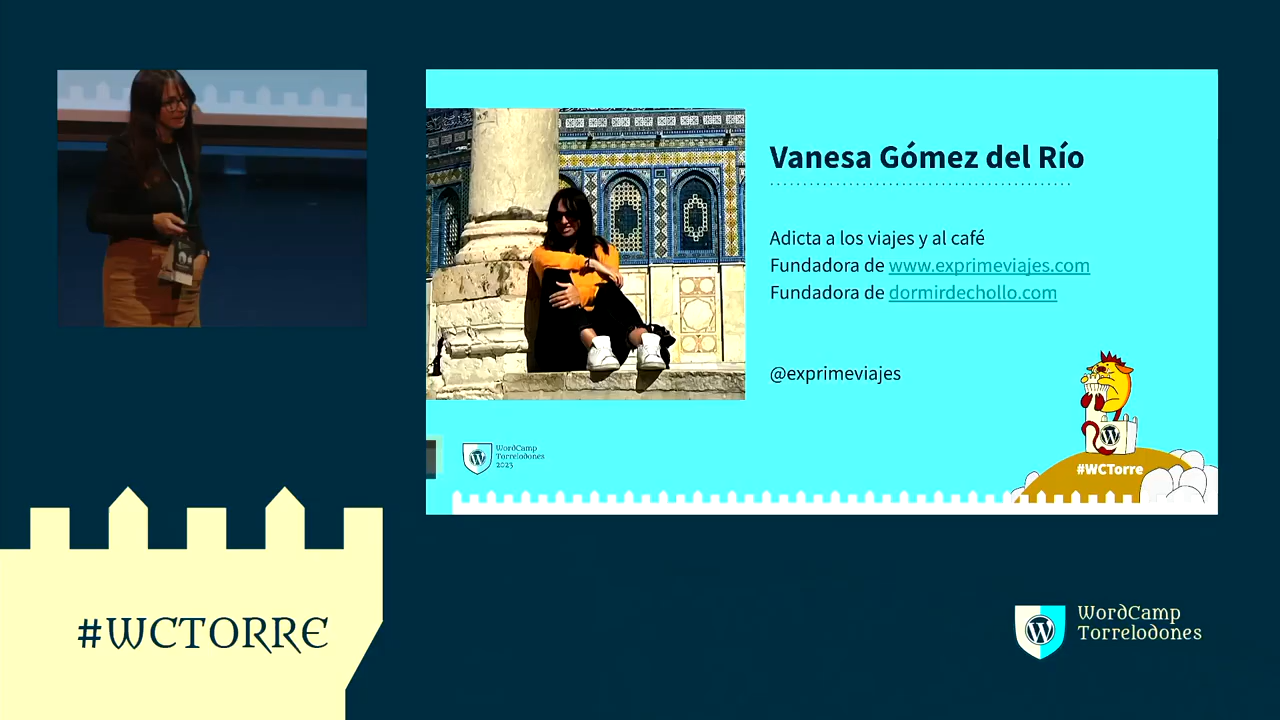 Vanesa Gómez del Río
Adicta a los viajes y al café
Fundadora de www.exprimeviajes.com
Fundadora de dormirdechollo.com
@exprimeviajes
WordCamp
Torrelodones
2023
#WCTorre
#WCTORRE
WordCamp
Torrelodones